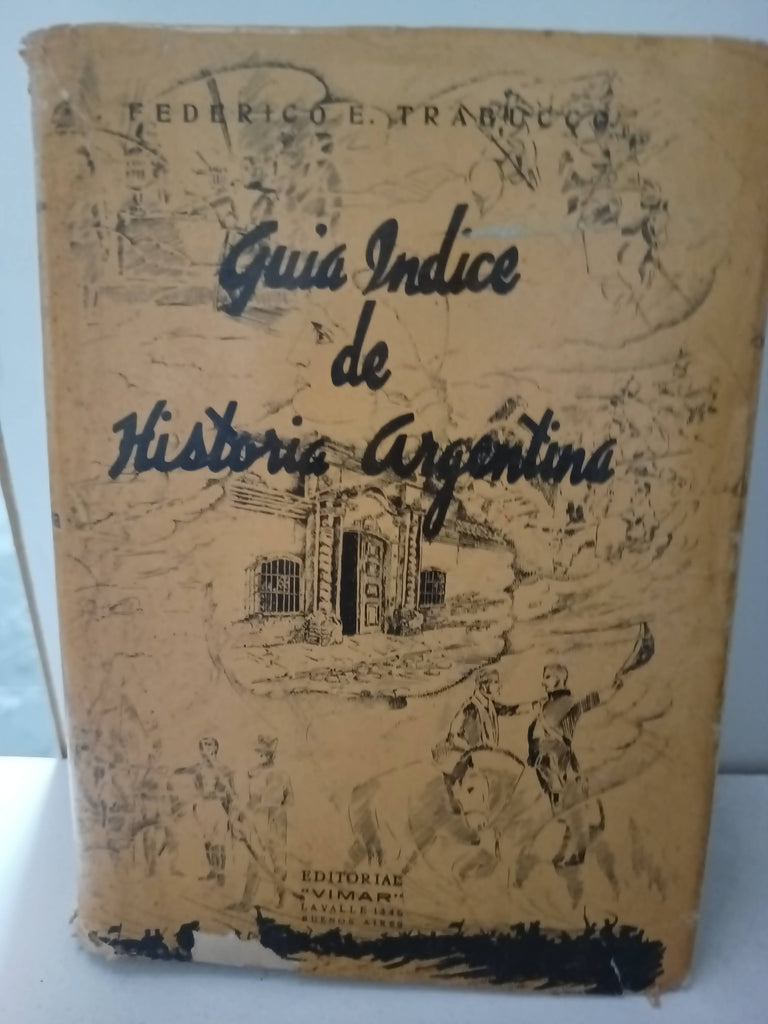 FEDERICO E. TRABUCCO
Guia Indice
de
Historia Argentina
EDITORIAL
"VIMAR"
LAVALLE
BUENOS AIRES